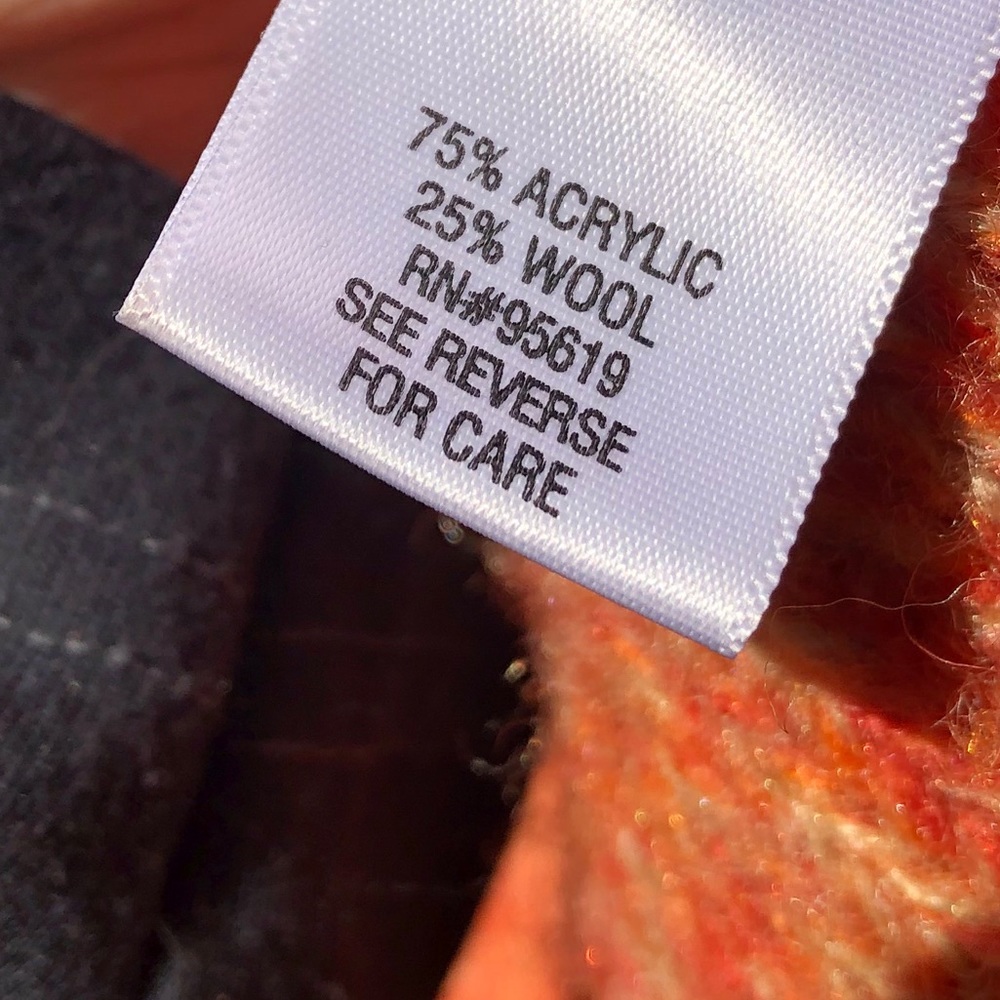 75% ACRYLIC
25% WOOL
RN#95619
SEE REVERSE
FOR CARE